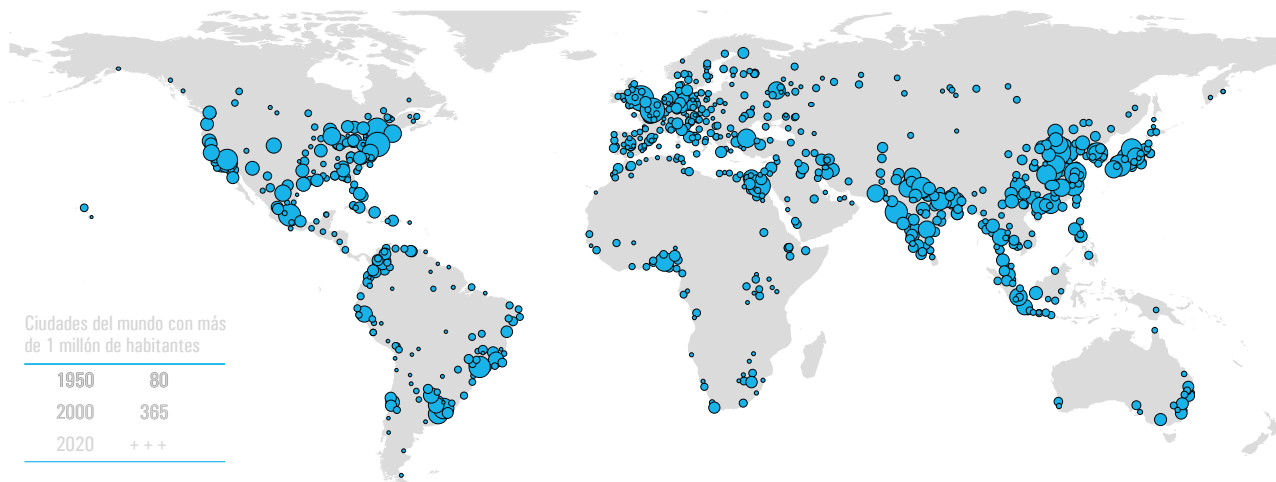 Ciudades del mundo con más
de 1 millón de habitantes
1950 80
2000 365
2020 + + +